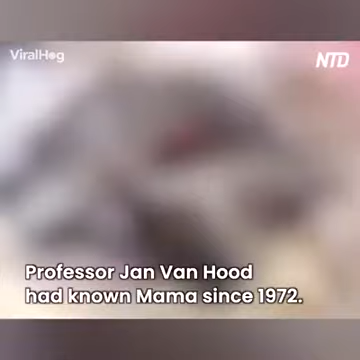 ViralHog
NTD
Professor Jan Van Hood
had known Mama since 1972.